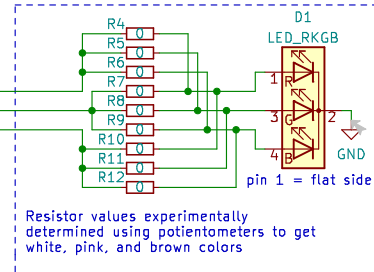 D1
LED_RKGB
R4 0
R5 0
R6 0
R7 0
R8 0
R9 0
R10 0
R11 0
R12 0
1 R
3 G 2
4 B
GND
pin 1 = flat side
Resistor values experimentally
determined using potientometers to get
white, pink, and brown colors